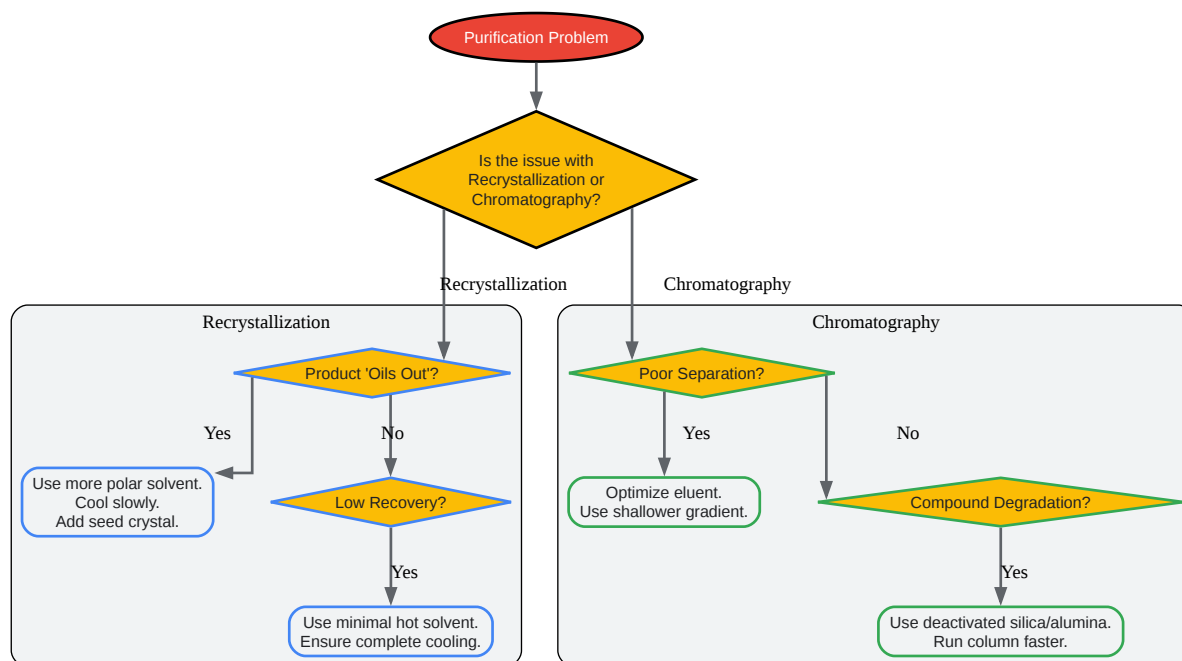 Purification Problem
Is the issue with
Recrystallization or
Chromatography?
Recrystallization
Chromatography
Recrystallization
Chromatography
Product 'Oils Out'?
Poor Separation?
Yes
No
Yes
No
Use more polar solvent.
Cool slowly.
Add seed crystal.
Low Recovery?
Optimize eluent.
Use shallower gradient.
Compound Degradation?
Yes
Yes
Use minimal hot solvent.
Ensure complete cooling.
Use deactivated silica/alumina.
Run column faster.